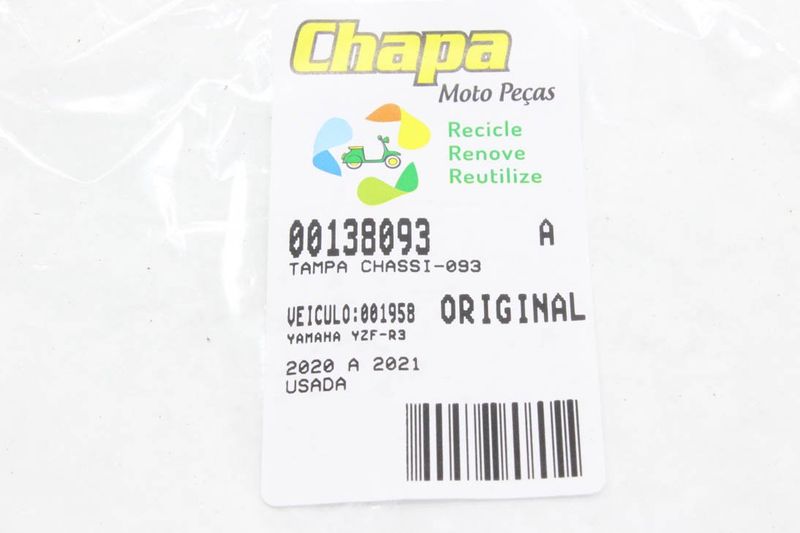 Chapa
Moto Peças
Recicle
Renove
Reutilize
00138093 A
TAMPA CHASSI-093
VEICULO:001958 ORIGINAL
YAMAHA YZF-R3
2020 A 2021
USADA